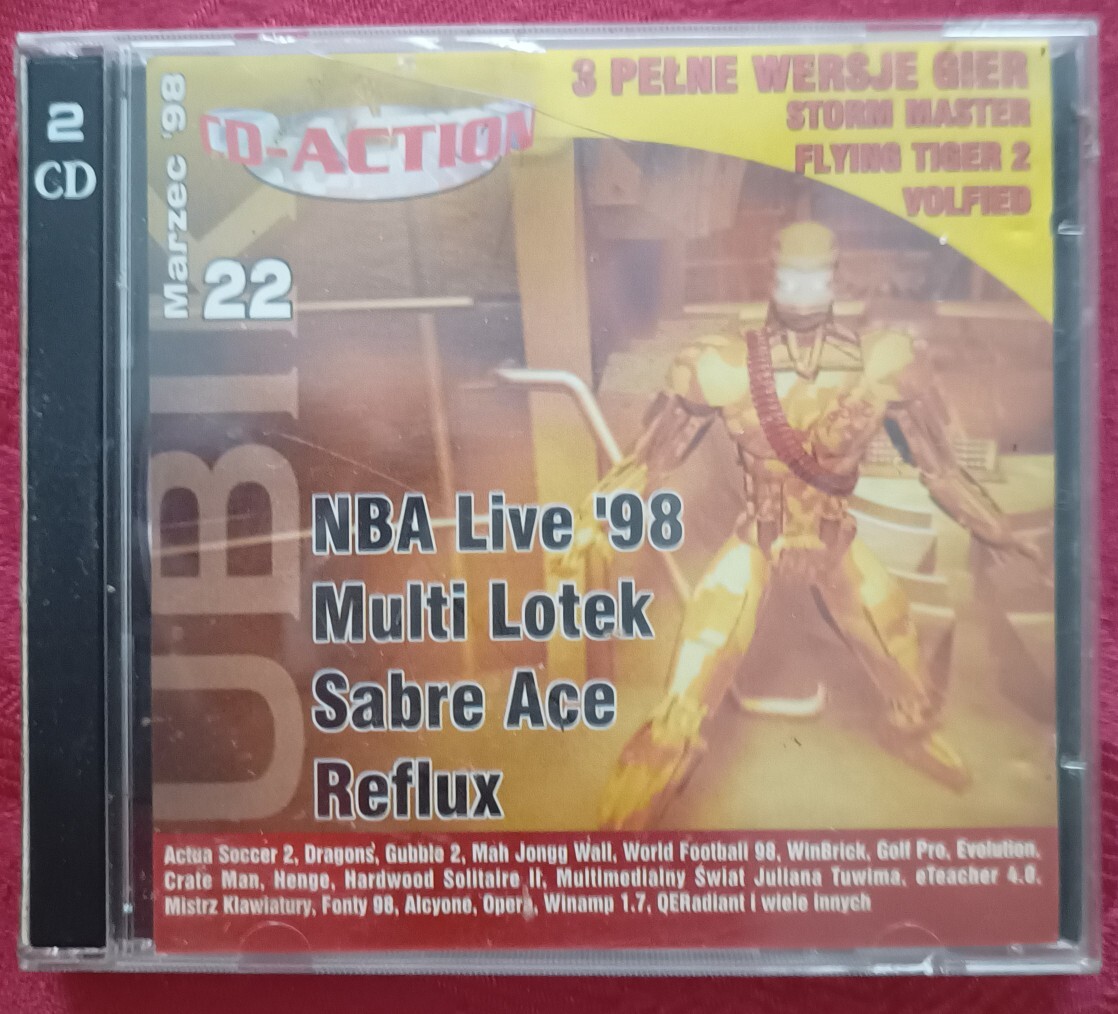 2
CD
Marzec '98
CD-ACTION
22
3 PEŁNE WERSJE GIER
STORM MASTER
FLYING TIGER 2
VOLFIED
UBIK
NBA Live '98
Multi Lotek
Sabre Ace
Reflux
Actua Soccer 2, Dragons, Gubble 2, Mah Jongg Wall, World Football 98, WinBrick, Golf Pro, Evolution,
Crate Man, Hengo, Hardwood Solitaire II, Multimedialny Świat Juliana Tuwima, eTeacher 4.0,
Mistrz Klawiatury, Fonty 98, Alcyone, Opera, Winamp 1.7, QERadiant i wiele innych